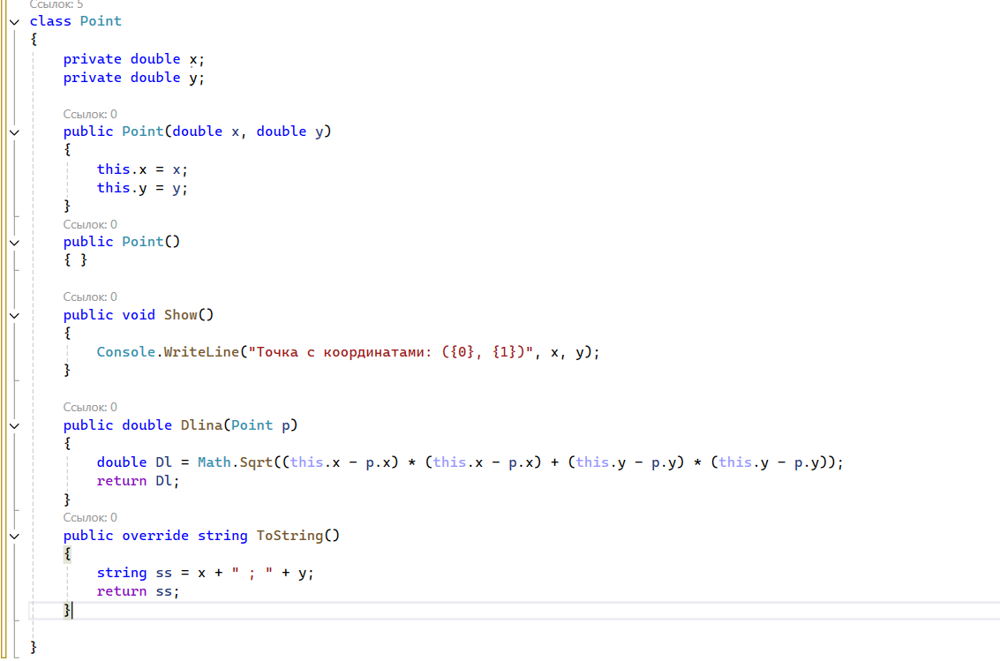 Ссылок: 5
class Point
{
private double x;
private double y;
Ссылок: 0
public Point(double x, double y)
{
this.x = x;
this.y = y;
}
Ссылок: 0
public Point()
{ }
Ссылок: 0
public void Show()
{
Console.WriteLine("Точка с координатами: ({0}, {1})", x, y);
}
Ссылок: 0
public double Dlina(Point p)
{
double Dl = Math.Sqrt((this.x - p.x) * (this.x - p.x) + (this.y - p.y) * (this.y - p.y));
return Dl;
}
Ссылок: 0
public override string ToString()
{
string ss = x + " ; " + y;
return ss;
}
}